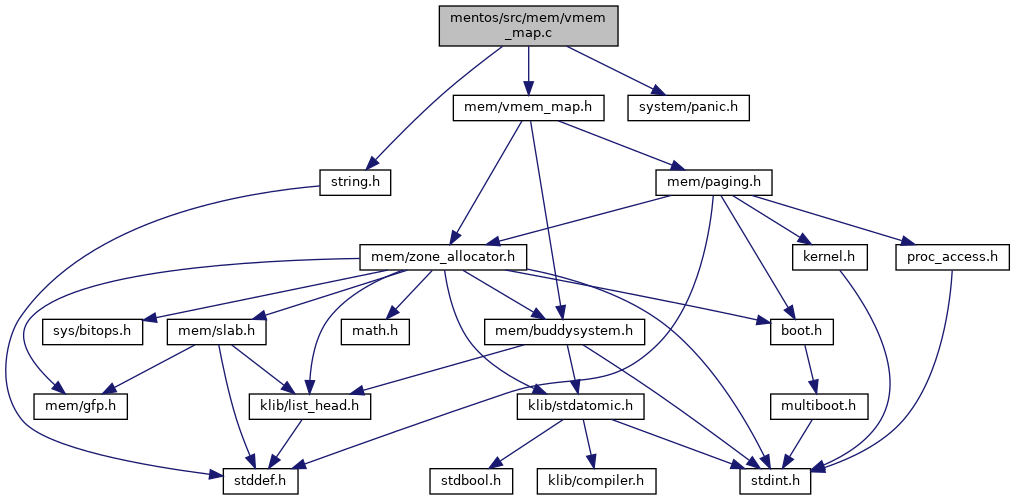 mentos/src/mem/vmem
_map.c
mem/vmem_map.h
system/panic.h
string.h
mem/paging.h
mem/zone_allocator.h
kernel.h
proc_access.h
sys/bitops.h
mem/slab.h
math.h
mem/buddysystem.h
boot.h
mem/gfp.h
klib/list_head.h
klib/stdatomic.h
multiboot.h
stddef.h
stdbool.h
klib/compiler.h
stdint.h